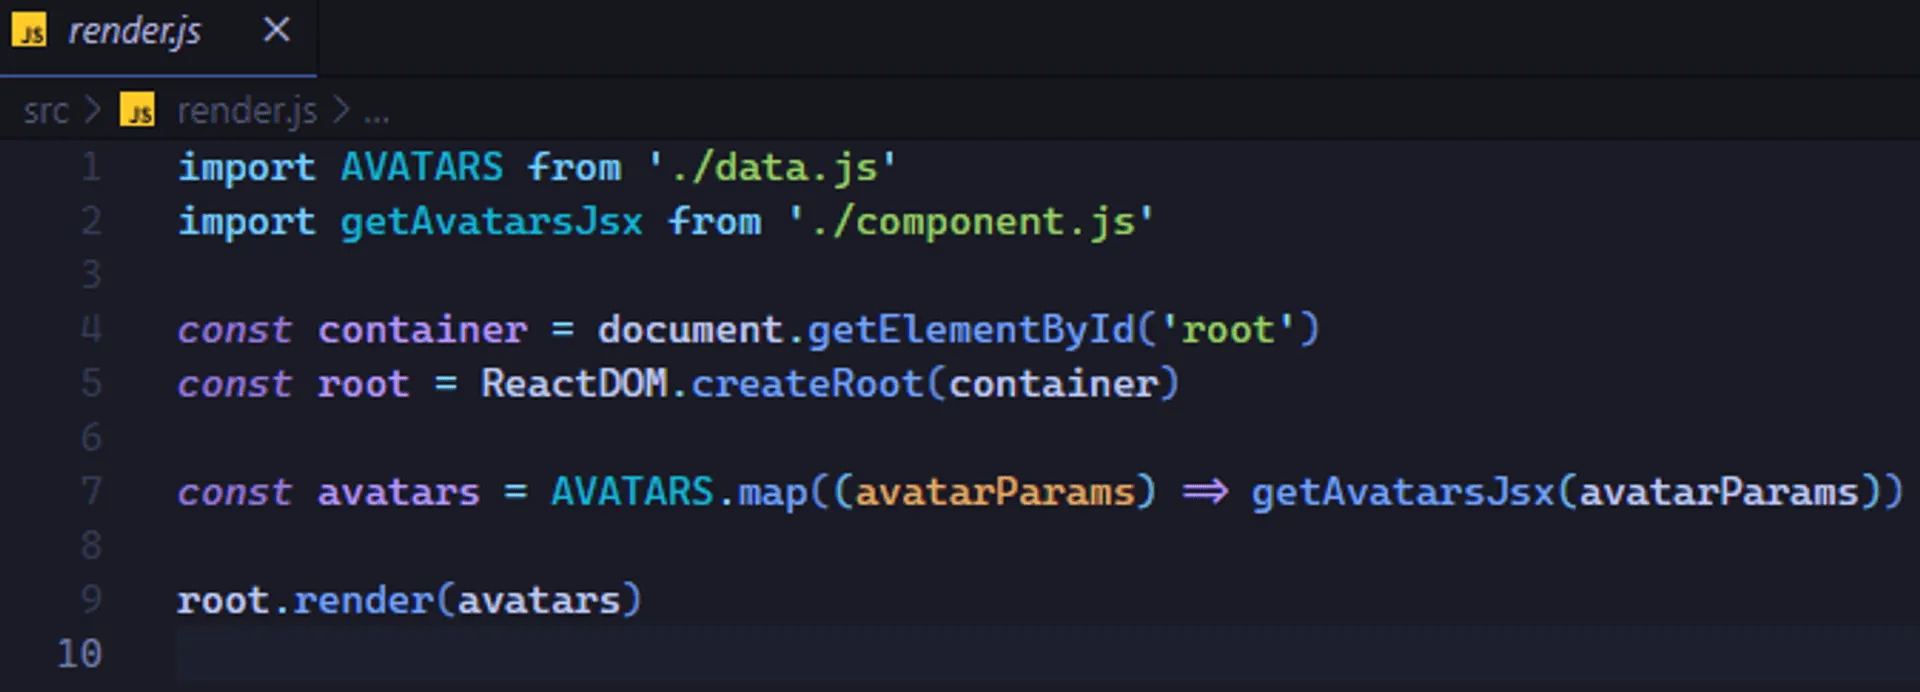 JS render.js ×
src > JS render.js > ...
1 import AVATARS from './data.js'
2 import getAvatarsJsx from './component.js'
3
4 const container = document.getElementById('root')
5 const root = ReactDOM.createRoot(container)
6
7 const avatars = AVATARS.map((avatarParams) => getAvatarsJsx(avatarParams))
8
9 root.render(avatars)
10